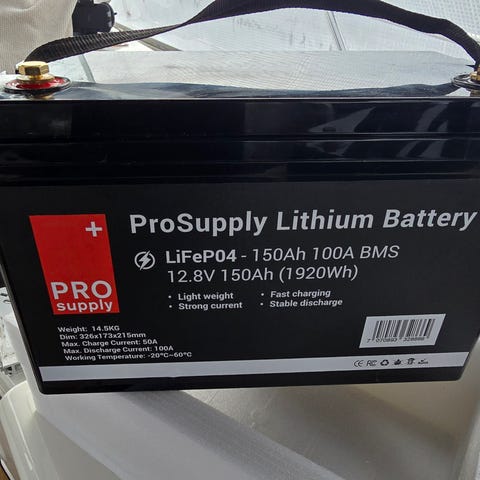 ProSupply Lithium Battery
LiFeP04 - 150Ah 100A BMS
12.8V 150Ah (1920Wh)
• Light weight
• Strong current
• Fast charging
• Stable discharge
+
PRO
supply
Weight: 14.5KG
Dim: 326x173x215mm
Max. Charge Current: 50A
Max. Discharge Current: 100A
Working Temperature: -20°C~60°C
CE FC